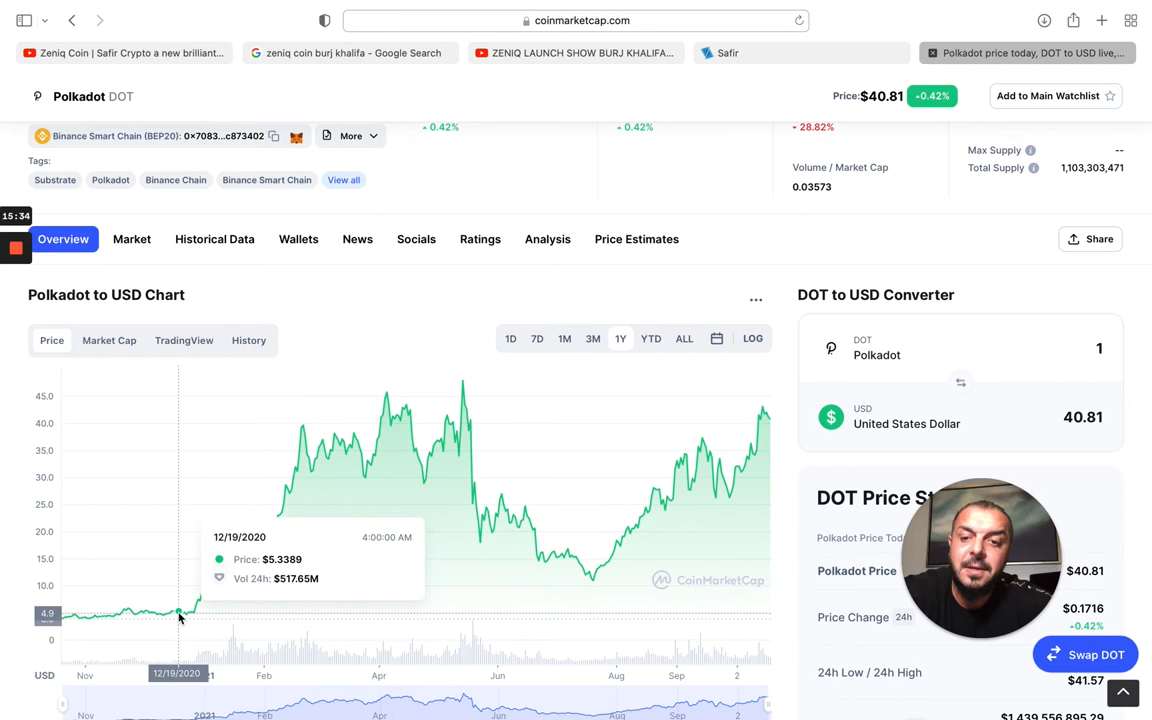 coinmarketcap.com
Zeniq Coin | Safir Crypto a new brilliant...
zeniq coin burj khalifa - Google Search
ZENIQ LAUNCH SHOW BURJ KHALIFA...
Safir
Polkadot price today, DOT to USD live,...
Polkadot DOT
Price:$40.81
0.42%
Add to Main Watchlist
Binance Smart Chain (BEP20): 0x7083...c873402
More
0.42%
0.42%
28.82%
Max Supply
--
Tags:
Volume / Market Cap
Total Supply
1,103,303,471
Substrate
Polkadot
Binance Chain
Binance Smart Chain
View all
0.03573
15:34
Overview
Market
Historical Data
Wallets
News
Socials
Ratings
Analysis
Price Estimates
Share
Polkadot to USD Chart
Price
Market Cap
TradingView
History
1D
7D
1M
3M
1Y
YTD
ALL
LOG
45.0
40.0
35.0
30.0
25.0
20.0
15.0
10.0
4.9
0
12/19/2020
4:00:00 AM
Price: $5.3389
Vol 24h: $517.65M
CoinMarketCap
USD
Nov
12/19/2020
Feb
Apr
Jun
Aug
Sep
2
Nov
2021
Feb
Apr
Jun
Aug
Sep
2
DOT to USD Converter
DOT
Polkadot
1
USD
United States Dollar
40.81
DOT Price S
Polkadot Price
$40.81
Price Change 24h
$0.1716
0.42%
Swap DOT
24h Low / 24h High
$41.57
$1,439,556,895.29